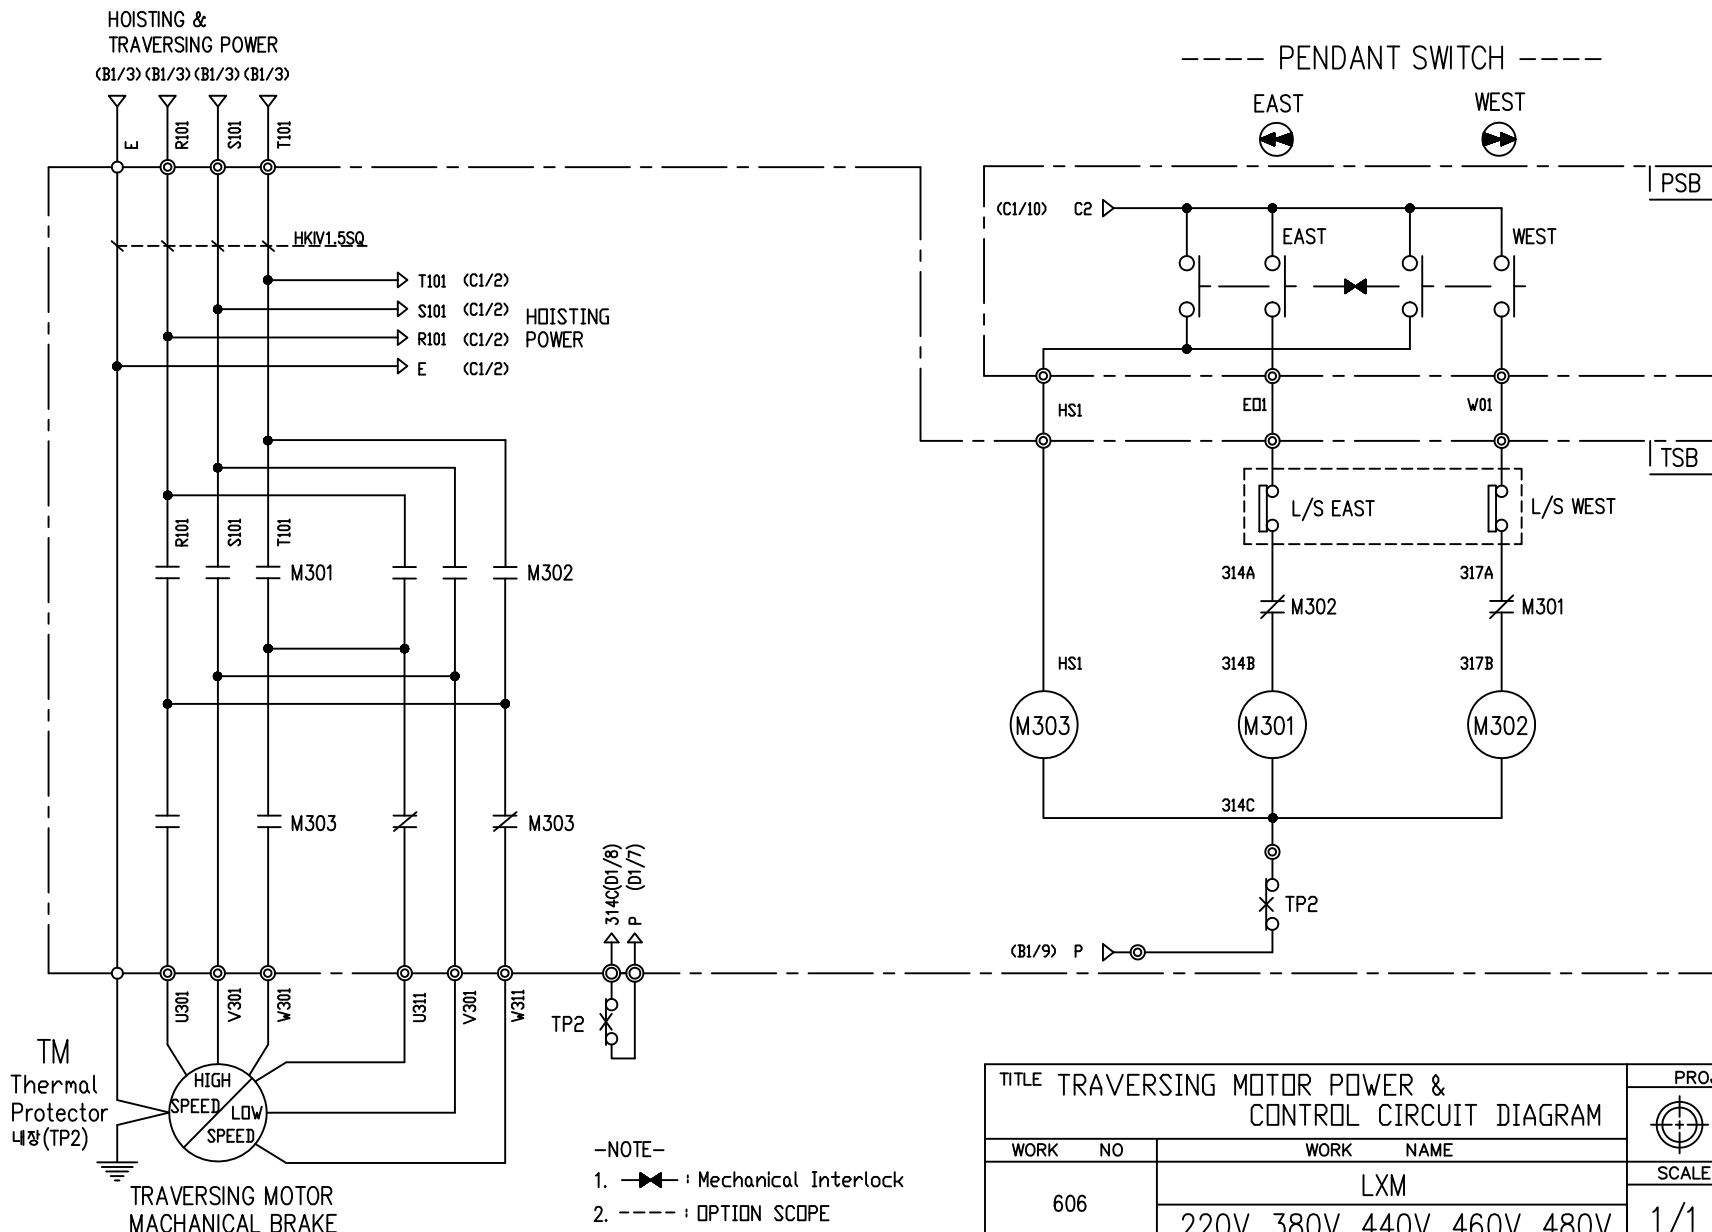 HOISTING &
TRAVERSING POWER
(B1/3) (B1/3) (B1/3) (B1/3)
E
R101
S101
T101
HKIV1.5SQ
T101 (C1/2)
S101 (C1/2)
R101 (C1/2)
E (C1/2)
HOISTING
POWER
R101
S101
T101
M301
M302
M303
M303
314C(D1/8)
P (D1/7)
U301
V301
W301
U311
V301
W311
TP2
TM
Thermal
Protector
내장(TP2)
HIGH
SPEED
LOW
SPEED
TRAVERSING MOTOR
MACHANICAL BRAKE
-NOTE-
1. : Mechanical Interlock
2. ---- : OPTION SCOPE
---- PENDANT SWITCH ----
EAST
WEST
PSB
(C1/10) C2
EAST
WEST
HS1
E01
W01
TSB
L/S EAST
L/S WEST
314A
317A
M302
M301
HS1
314B
317B
M303
M301
M302
314C
TP2
(B1/9) P
TITLE TRAVERSING MOTOR POWER &
CONTROL CIRCUIT DIAGRAM
PROJ
WORK NO
WORK NAME
SCALE
606
LXM
220V 380V 440V 460V 480V
1/1